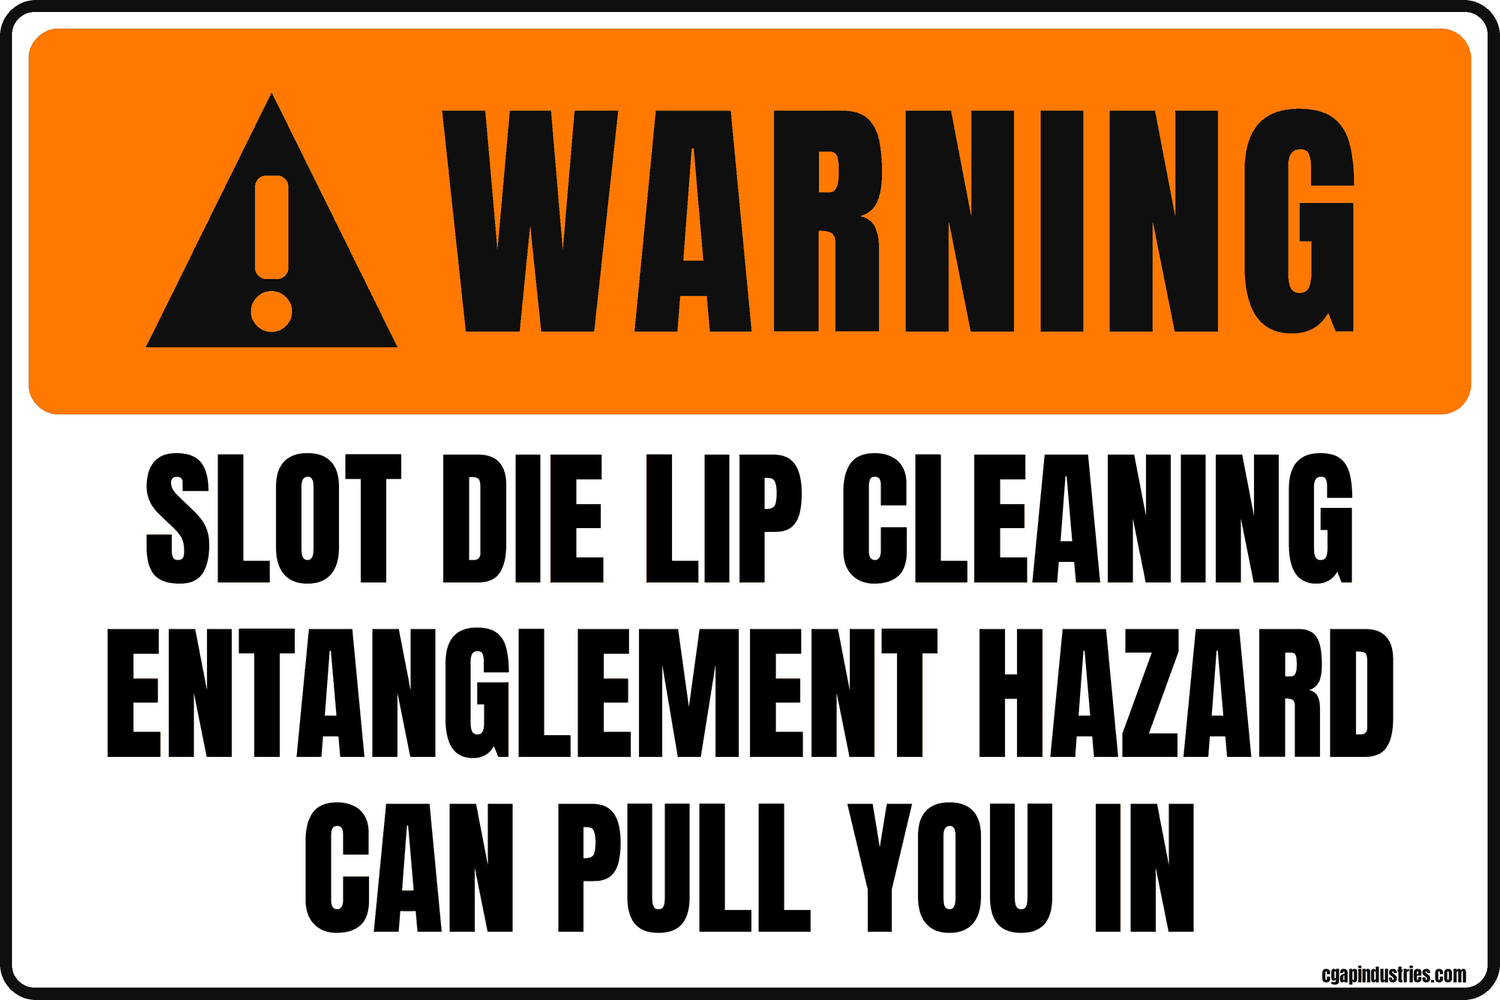 WARNING
SLOT DIE LIP CLEANING
ENTANGLEMENT HAZARD
CAN PULL YOU IN
cgapindustries.com